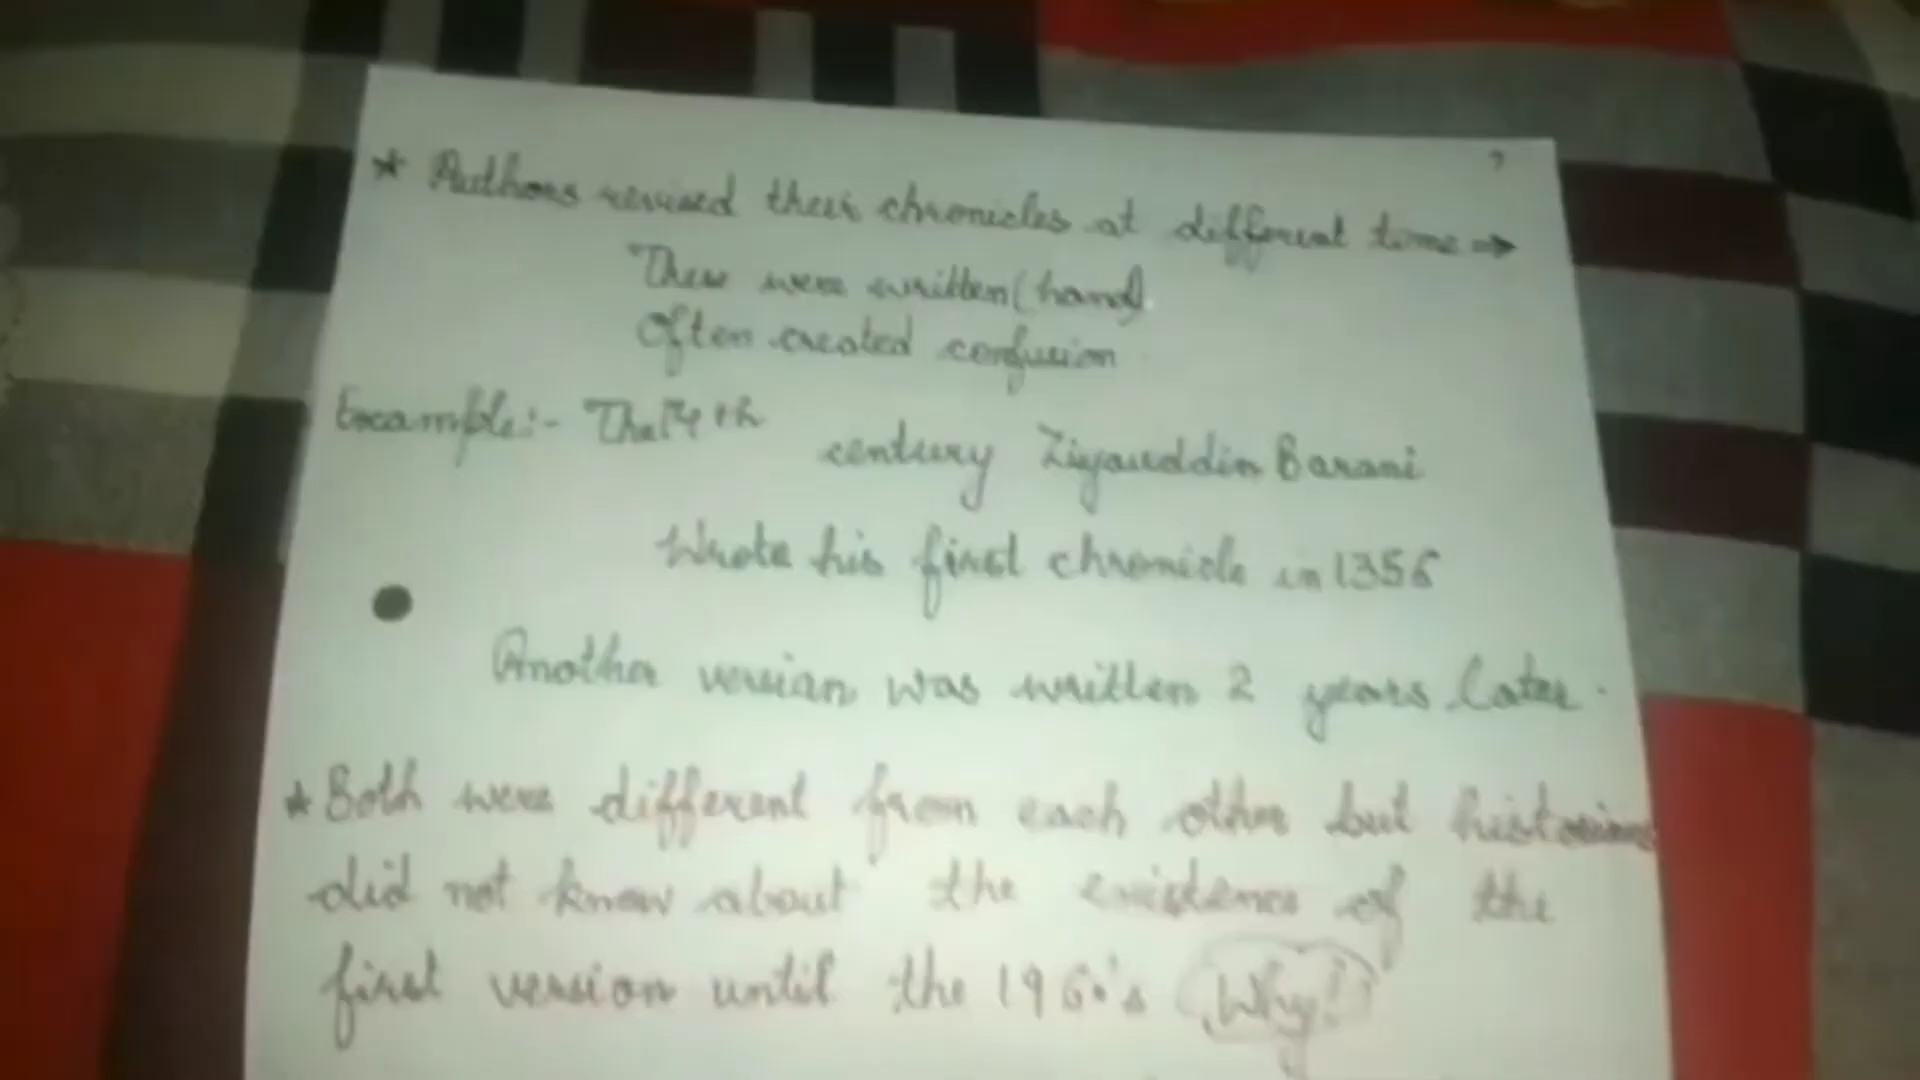 7
* Authors revised their chronicles at different time →
These were written (hand)
Often created confusion
Example:- The 14th century Ziyauddin Barani
Wrote his first chronicle in 1356
Another version was written 2 years later.
* Both were different from each other but historians
did not know about the existence of the
first version until the 1960's Why!